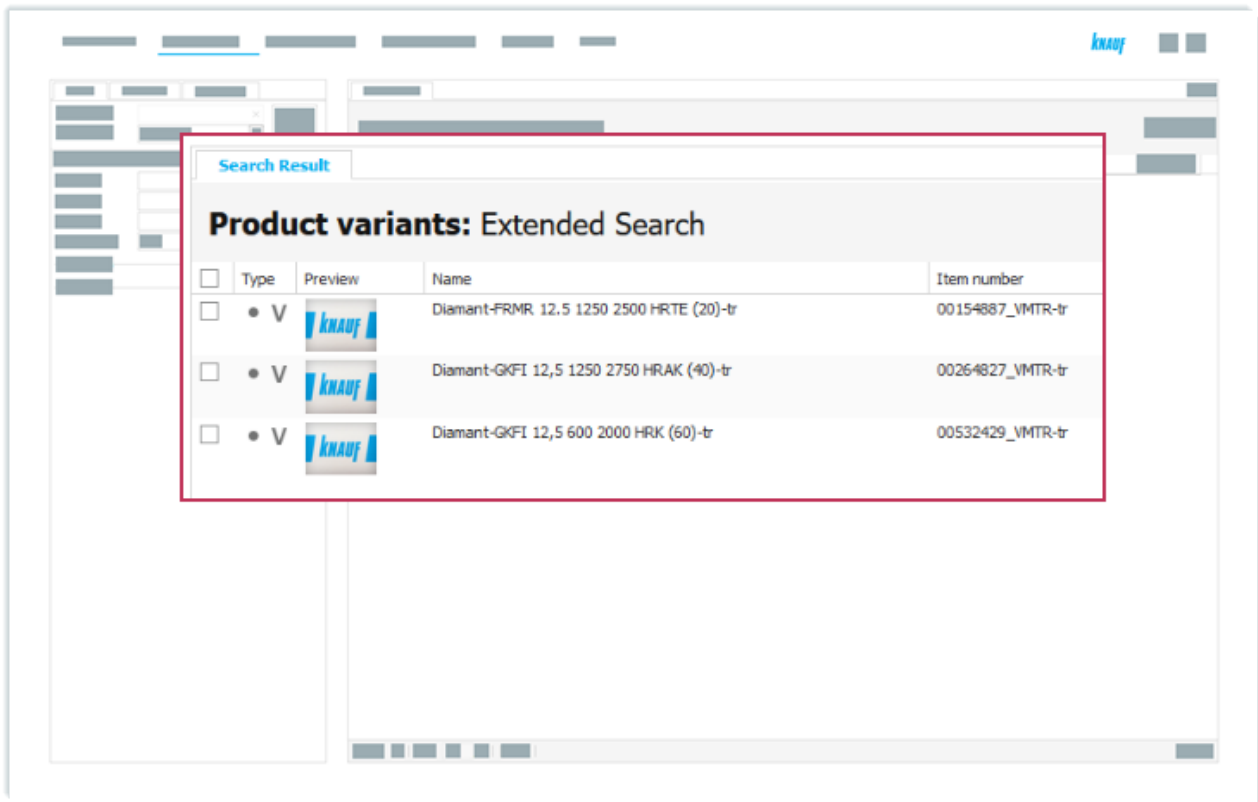 KNAUF
Search Result
Product variants: Extended Search
Type Preview Name Item number
V KNAUF Diamant-FRMR 12.5 1250 2500 HRTE (20)-tr 00154887_VMTR-tr
V KNAUF Diamant-GKFI 12,5 1250 2750 HRAK (40)-tr 00264827_VMTR-tr
V KNAUF Diamant-GKFI 12,5 600 2000 HRK (60)-tr 00532429_VMTR-tr